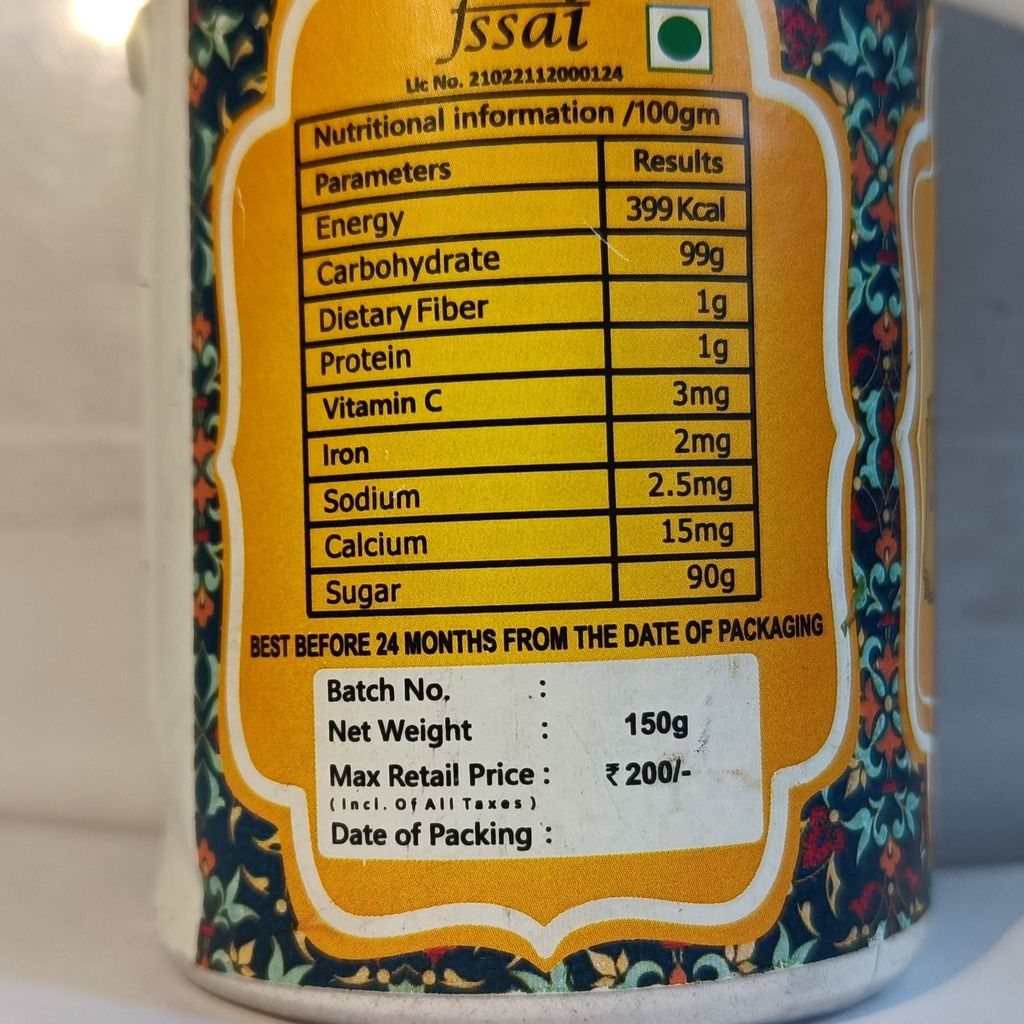 fssai
Lic No. 21022112000124
Nutritional information /100gm
Parameters Results
Energy 399 Kcal
Carbohydrate 99g
Dietary Fiber 1g
Protein 1g
Vitamin C 3mg
Iron 2mg
Sodium 2.5mg
Calcium 15mg
Sugar 90g
BEST BEFORE 24 MONTHS FROM THE DATE OF PACKAGING
Batch No. :
Net Weight : 150g
Max Retail Price : ₹ 200/-
(Incl. Of All Taxes)
Date of Packing :